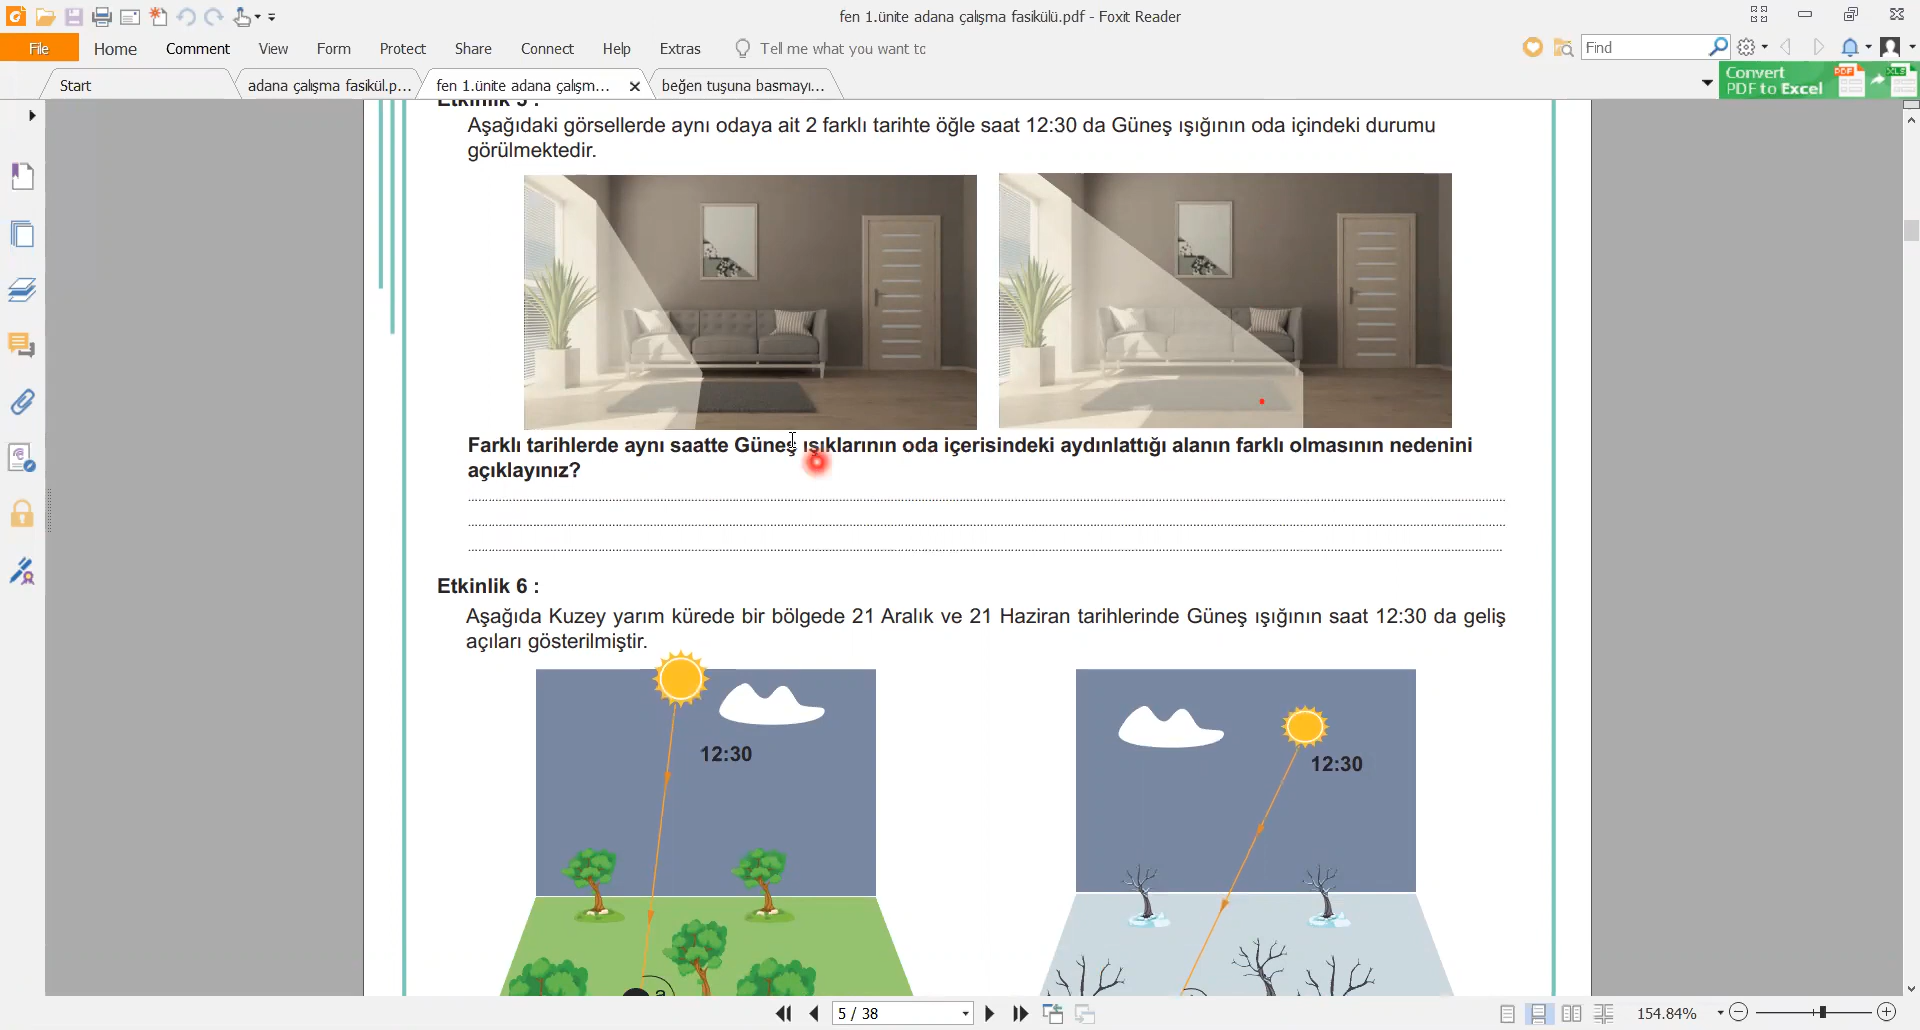 fen 1.ünite adana çalışma fasikülü.pdf - Foxit Reader
File Home Comment View Form Protect Share Connect Help Extras Tell me what you want to Find
Start adana çalışma fasikül.p... fen 1.ünite adana çalışm... beğen tuşuna basmayı...
Convert
PDF to Excel
PDF XLS
Etkinlik 5 :
Aşağıdaki görsellerde aynı odaya ait 2 farklı tarihte öğle saat 12:30 da Güneş ışığının oda içindeki durumu
görülmektedir.
Farklı tarihlerde aynı saatte Güneş ışıklarının oda içerisindeki aydınlattığı alanın farklı olmasının nedenini
açıklayınız?
Etkinlik 6 :
Aşağıda Kuzey yarım kürede bir bölgede 21 Aralık ve 21 Haziran tarihlerinde Güneş ışığının saat 12:30 da geliş
açıları gösterilmiştir.
12:30
12:30
a
5 / 38
154.84%